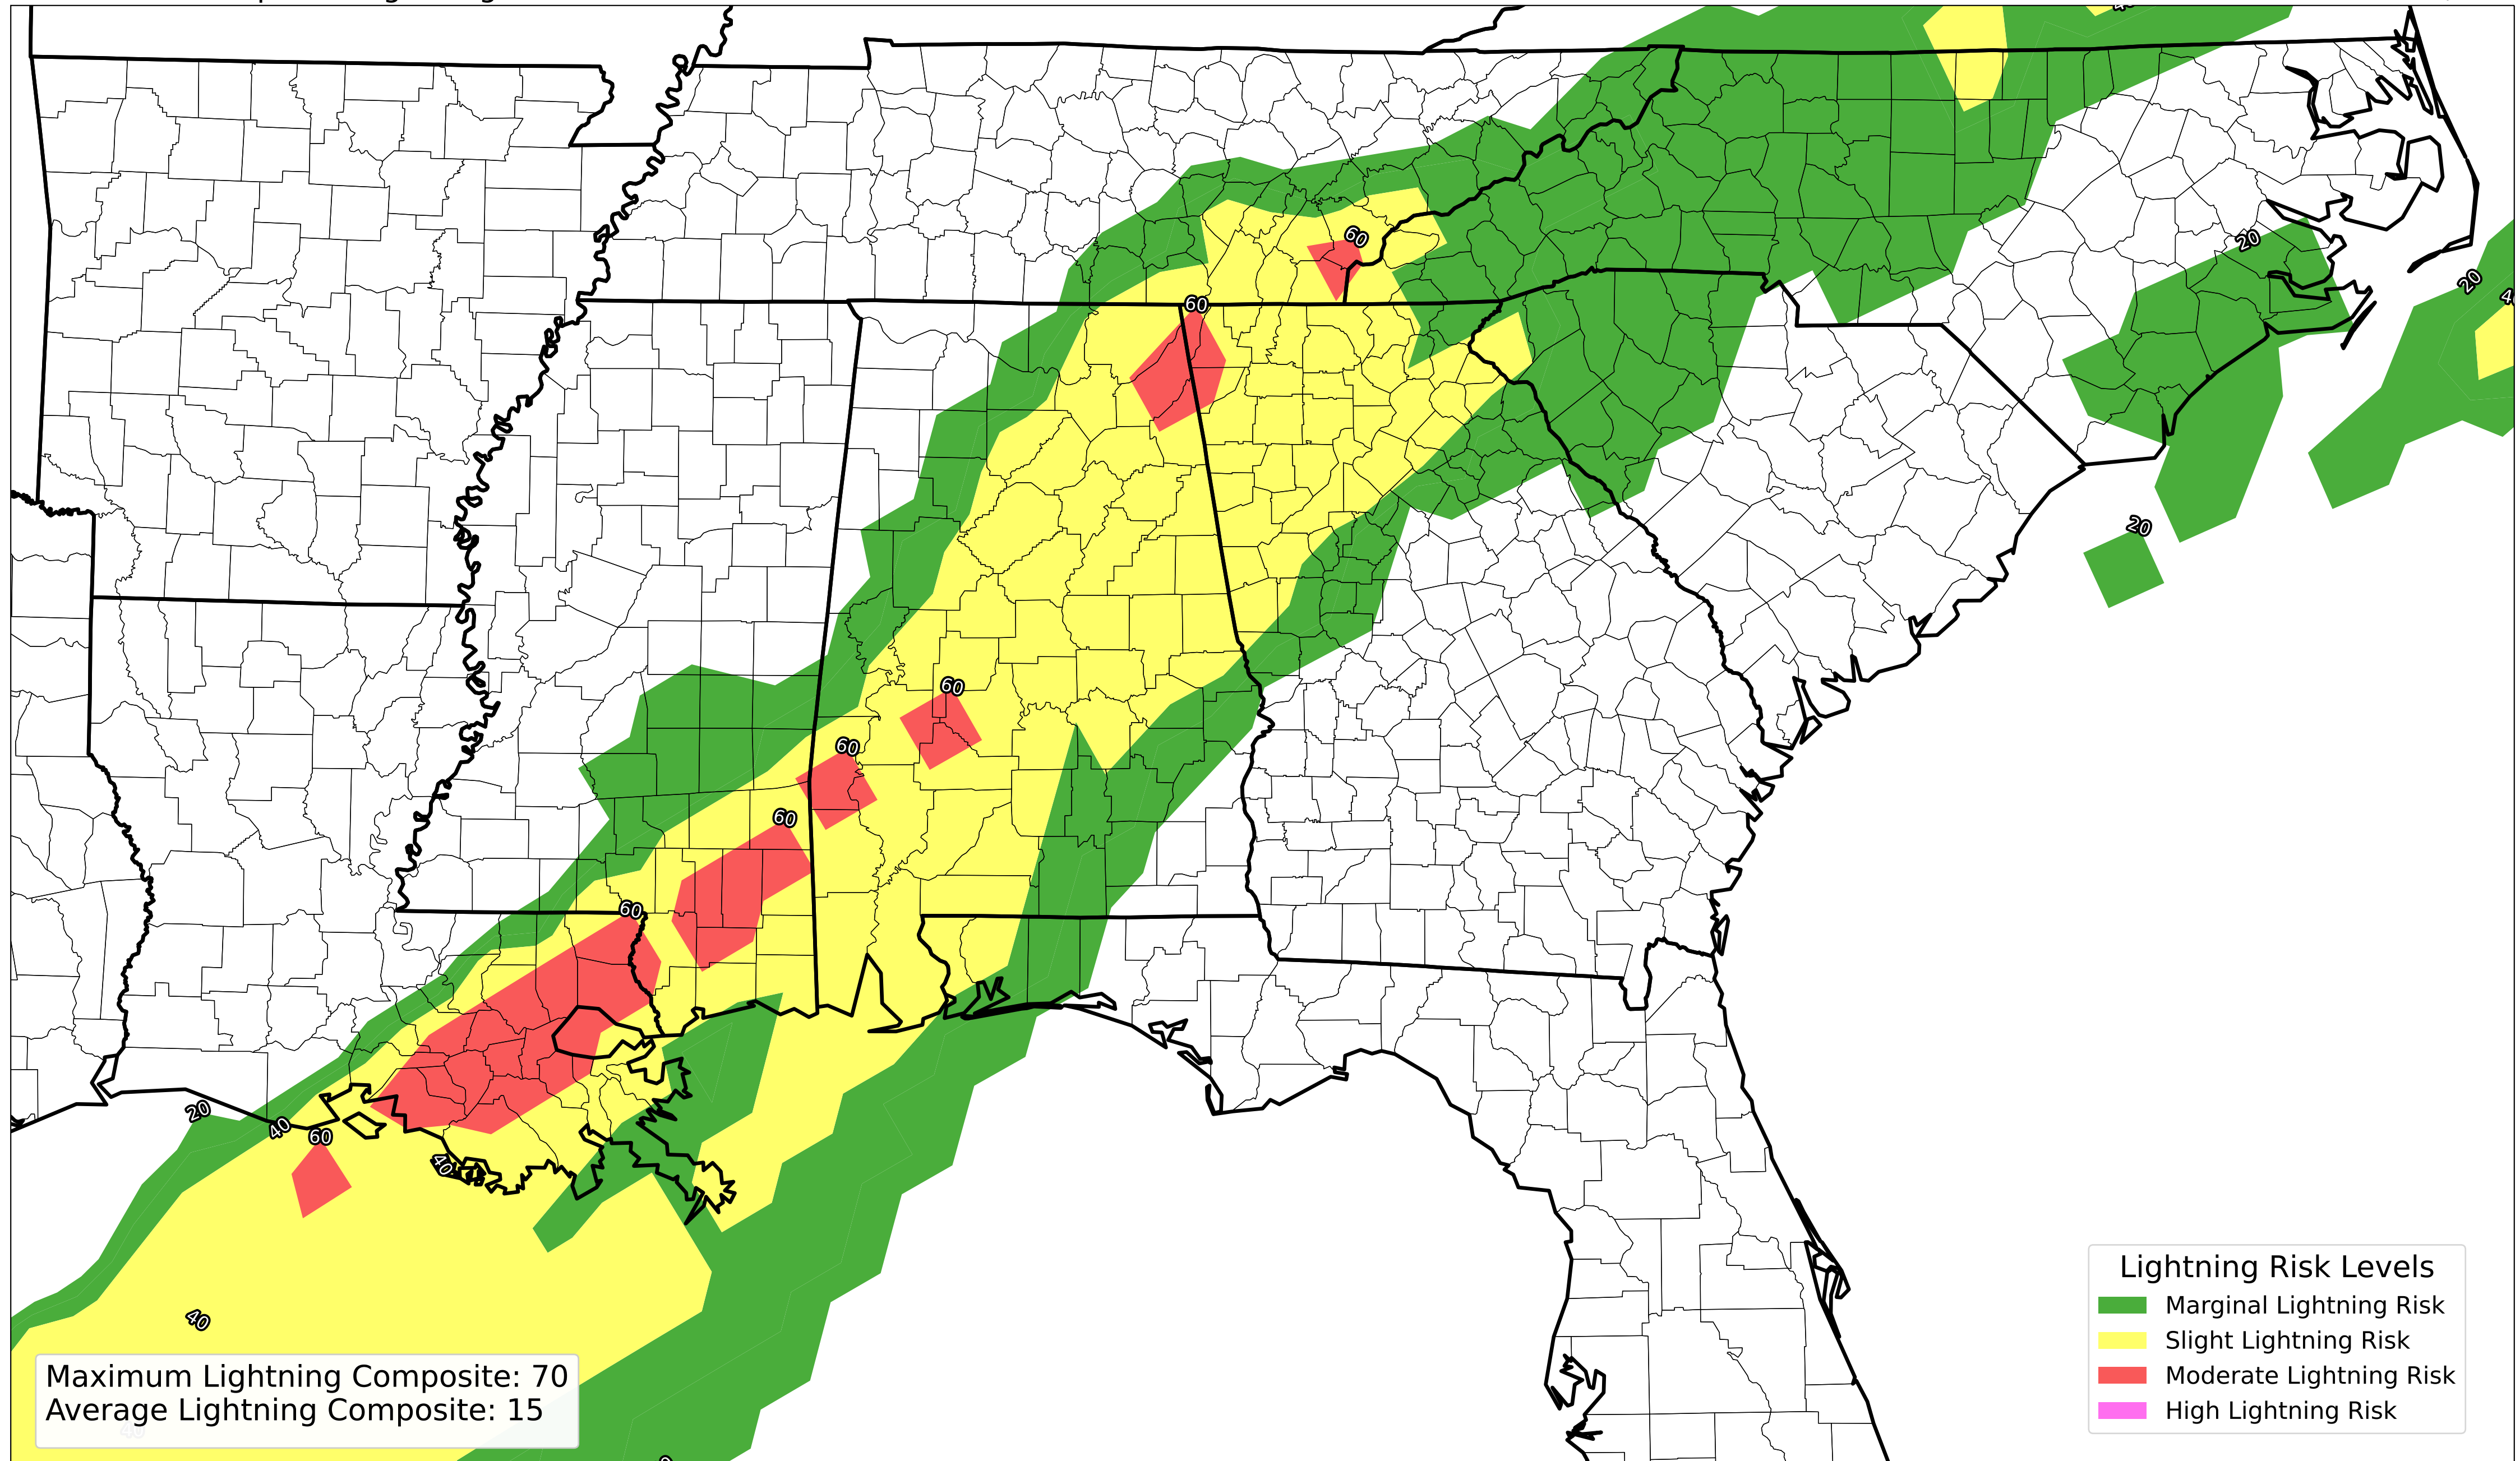 60
60
20
20
20
60
60
60
60
20
40
60
40
40
Lightning Risk Levels
Marginal Lightning Risk
Slight Lightning Risk
Moderate Lightning Risk
High Lightning Risk
Maximum Lightning Composite: 70
Average Lightning Composite: 15
40